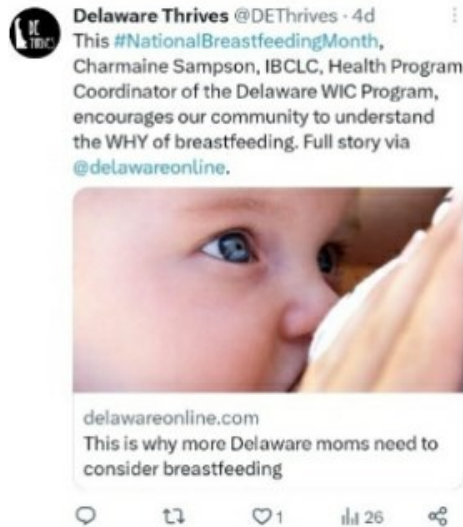 Delaware Thrives @DEThrives · 4d
This #NationalBreastfeedingMonth,
Charmaine Sampson, IBCLC, Health Program
Coordinator of the Delaware WIC Program,
encourages our community to understand
the WHY of breastfeeding. Full story via
@delawareonline.
delawareonline.com
This is why more Delaware moms need to
consider breastfeeding
1 26